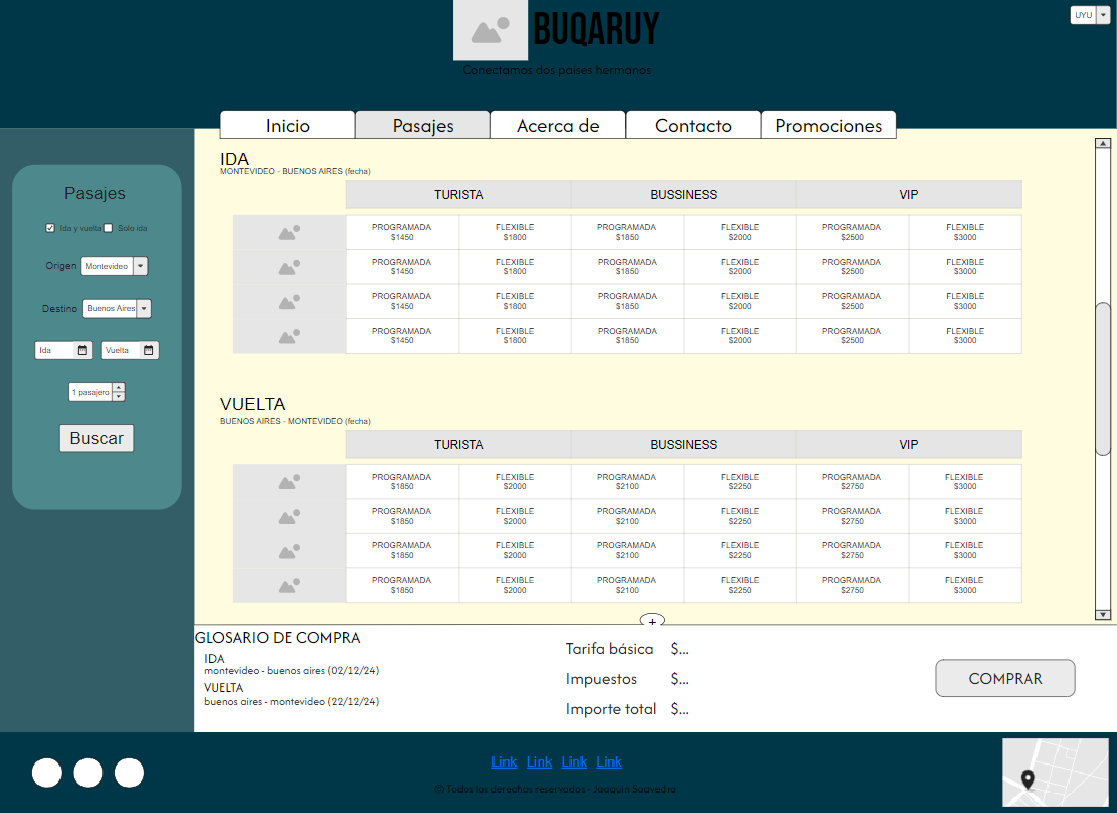 BUQARUY
UYU
Conectamos dos países hermanos
Inicio Pasajes Acerca de Contacto Promociones
Pasajes
Ida y vuelta Solo ida
Origen Montevideo
Destino Buenos Aires
Ida Vuelta
1 pasajero
Buscar
IDA
MONTEVIDEO - BUENOS AIRES (fecha)
TURISTA BUSSINESS VIP
PROGRAMADA FLEXIBLE PROGRAMADA FLEXIBLE PROGRAMADA FLEXIBLE
$1450 $1800 $1850 $2000 $2500 $3000
PROGRAMADA FLEXIBLE PROGRAMADA FLEXIBLE PROGRAMADA FLEXIBLE
$1450 $1800 $1850 $2000 $2500 $3000
PROGRAMADA FLEXIBLE PROGRAMADA FLEXIBLE PROGRAMADA FLEXIBLE
$1450 $1800 $1850 $2000 $2500 $3000
PROGRAMADA FLEXIBLE PROGRAMADA FLEXIBLE PROGRAMADA FLEXIBLE
$1450 $1800 $1850 $2000 $2500 $3000
VUELTA
BUENOS AIRES - MONTEVIDEO (fecha)
TURISTA BUSSINESS VIP
PROGRAMADA FLEXIBLE PROGRAMADA FLEXIBLE PROGRAMADA FLEXIBLE
$1850 $2000 $2100 $2250 $2750 $3000
PROGRAMADA FLEXIBLE PROGRAMADA FLEXIBLE PROGRAMADA FLEXIBLE
$1850 $2000 $2100 $2250 $2750 $3000
PROGRAMADA FLEXIBLE PROGRAMADA FLEXIBLE PROGRAMADA FLEXIBLE
$1850 $2000 $2100 $2250 $2750 $3000
PROGRAMADA FLEXIBLE PROGRAMADA FLEXIBLE PROGRAMADA FLEXIBLE
$1850 $2000 $2100 $2250 $2750 $3000
+
GLOSARIO DE COMPRA
IDA
montevideo - buenos aires (02/12/24)
VUELTA
buenos aires - montevideo (22/12/24)
Tarifa básica $...
Impuestos $...
Importe total $...
COMPRAR
Link Link Link Link
© Todos los derechos reservados - Joaquin Saavedra